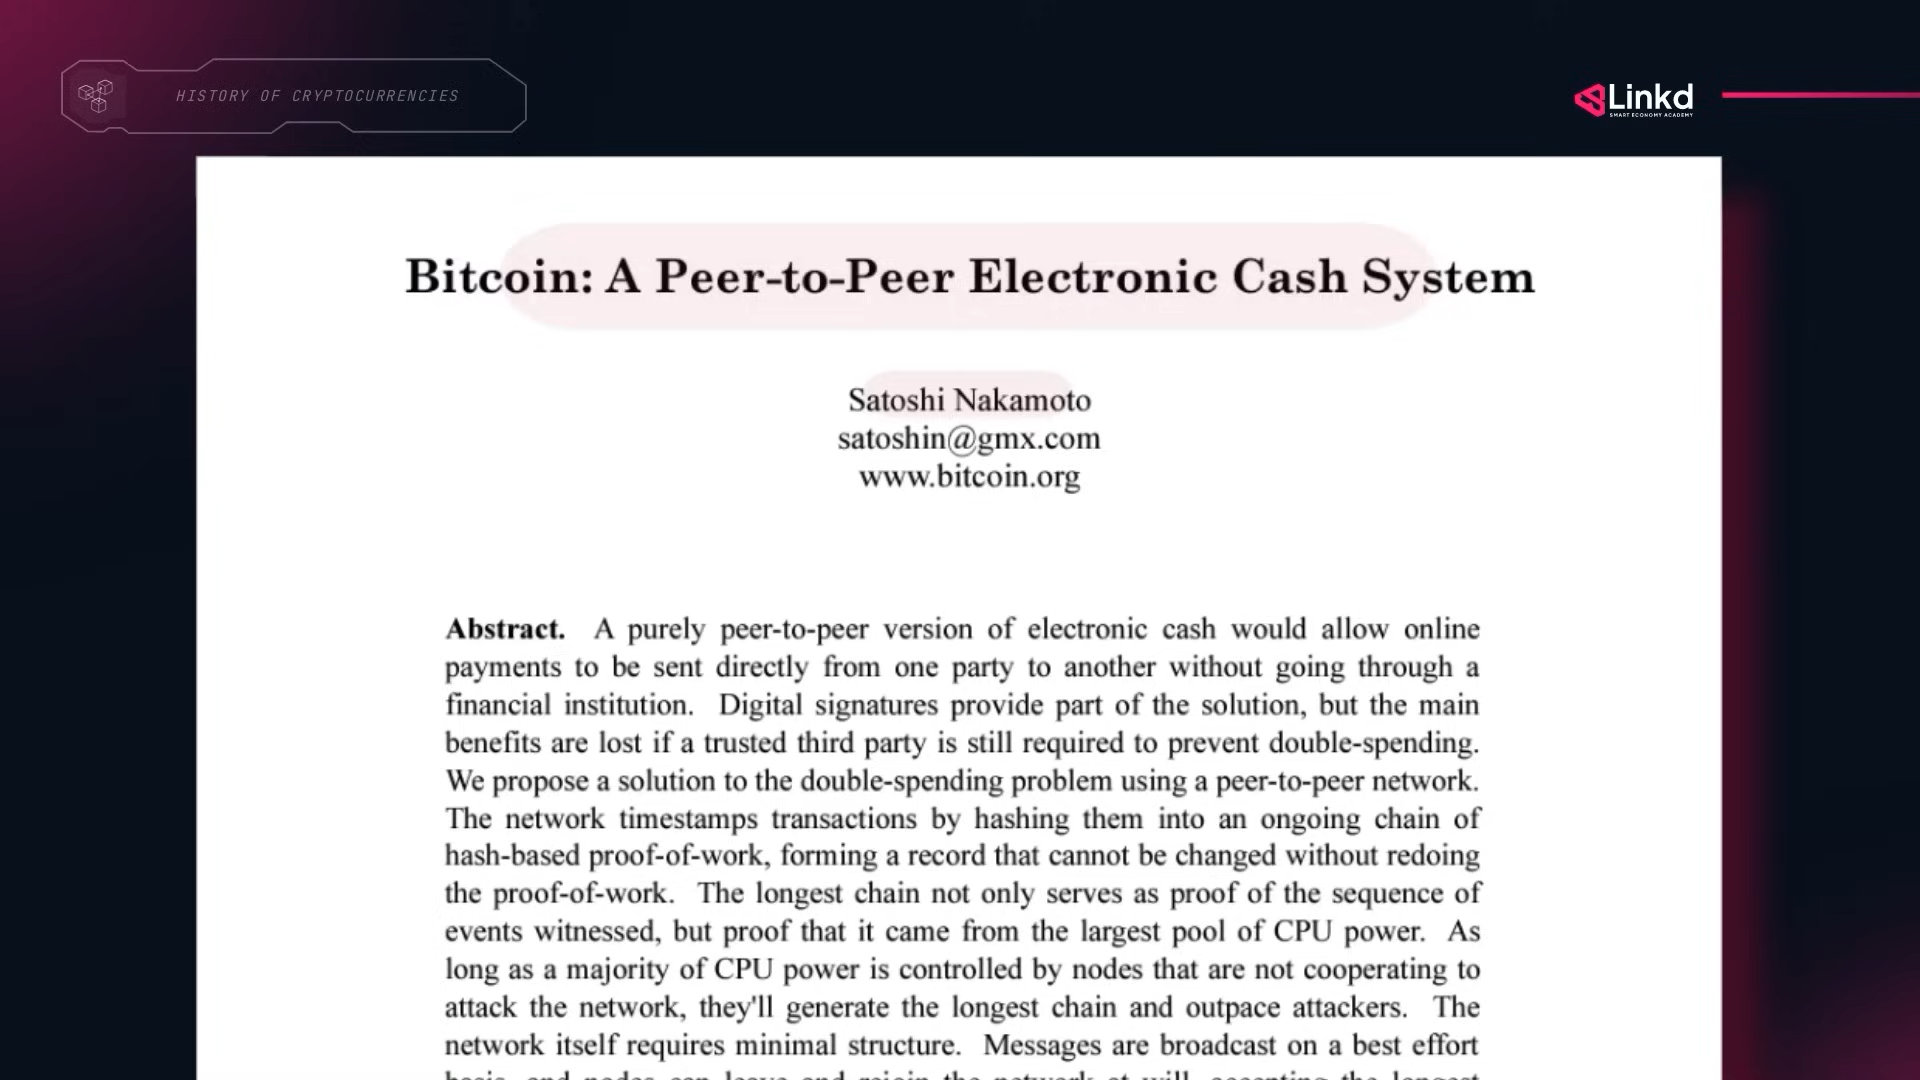 HISTORY OF CRYPTOCURRENCIES
Linkd
SMART ECONOMY ACADEMY
Bitcoin: A Peer-to-Peer Electronic Cash System
Satoshi Nakamoto
satoshin@gmx.com
www.bitcoin.org
Abstract. A purely peer-to-peer version of electronic cash would allow online
payments to be sent directly from one party to another without going through a
financial institution. Digital signatures provide part of the solution, but the main
benefits are lost if a trusted third party is still required to prevent double-spending.
We propose a solution to the double-spending problem using a peer-to-peer network.
The network timestamps transactions by hashing them into an ongoing chain of
hash-based proof-of-work, forming a record that cannot be changed without redoing
the proof-of-work. The longest chain not only serves as proof of the sequence of
events witnessed, but proof that it came from the largest pool of CPU power. As
long as a majority of CPU power is controlled by nodes that are not cooperating to
attack the network, they'll generate the longest chain and outpace attackers. The
network itself requires minimal structure. Messages are broadcast on a best effort